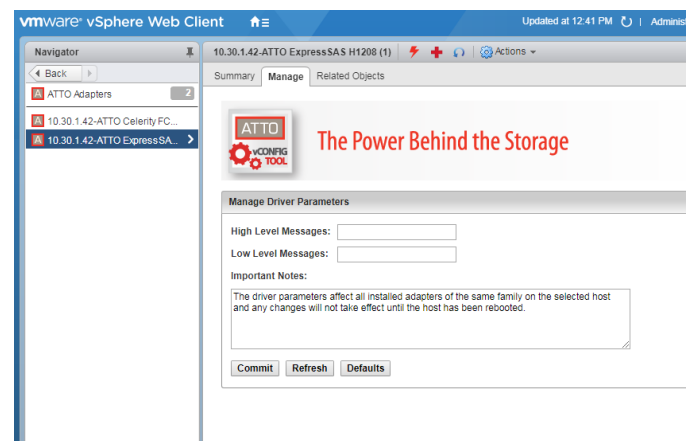 vmware® vSphere Web Client
Updated at 12:41 PM
Navigator
Back
ATTO Adapters 2
10.30.1.42-ATTO Celerity FC...
10.30.1.42-ATTO ExpressSA...
10.30.1.42-ATTO ExpressSAS H1208 (1)
Actions
Summary Manage Related Objects
ATTO
vCONFIG
TOOL
The Power Behind the Storage
Manage Driver Parameters
High Level Messages:
Low Level Messages:
Important Notes:
The driver parameters affect all installed adapters of the same family on the selected host
and any changes will not take effect until the host has been rebooted.
Commit Refresh Defaults